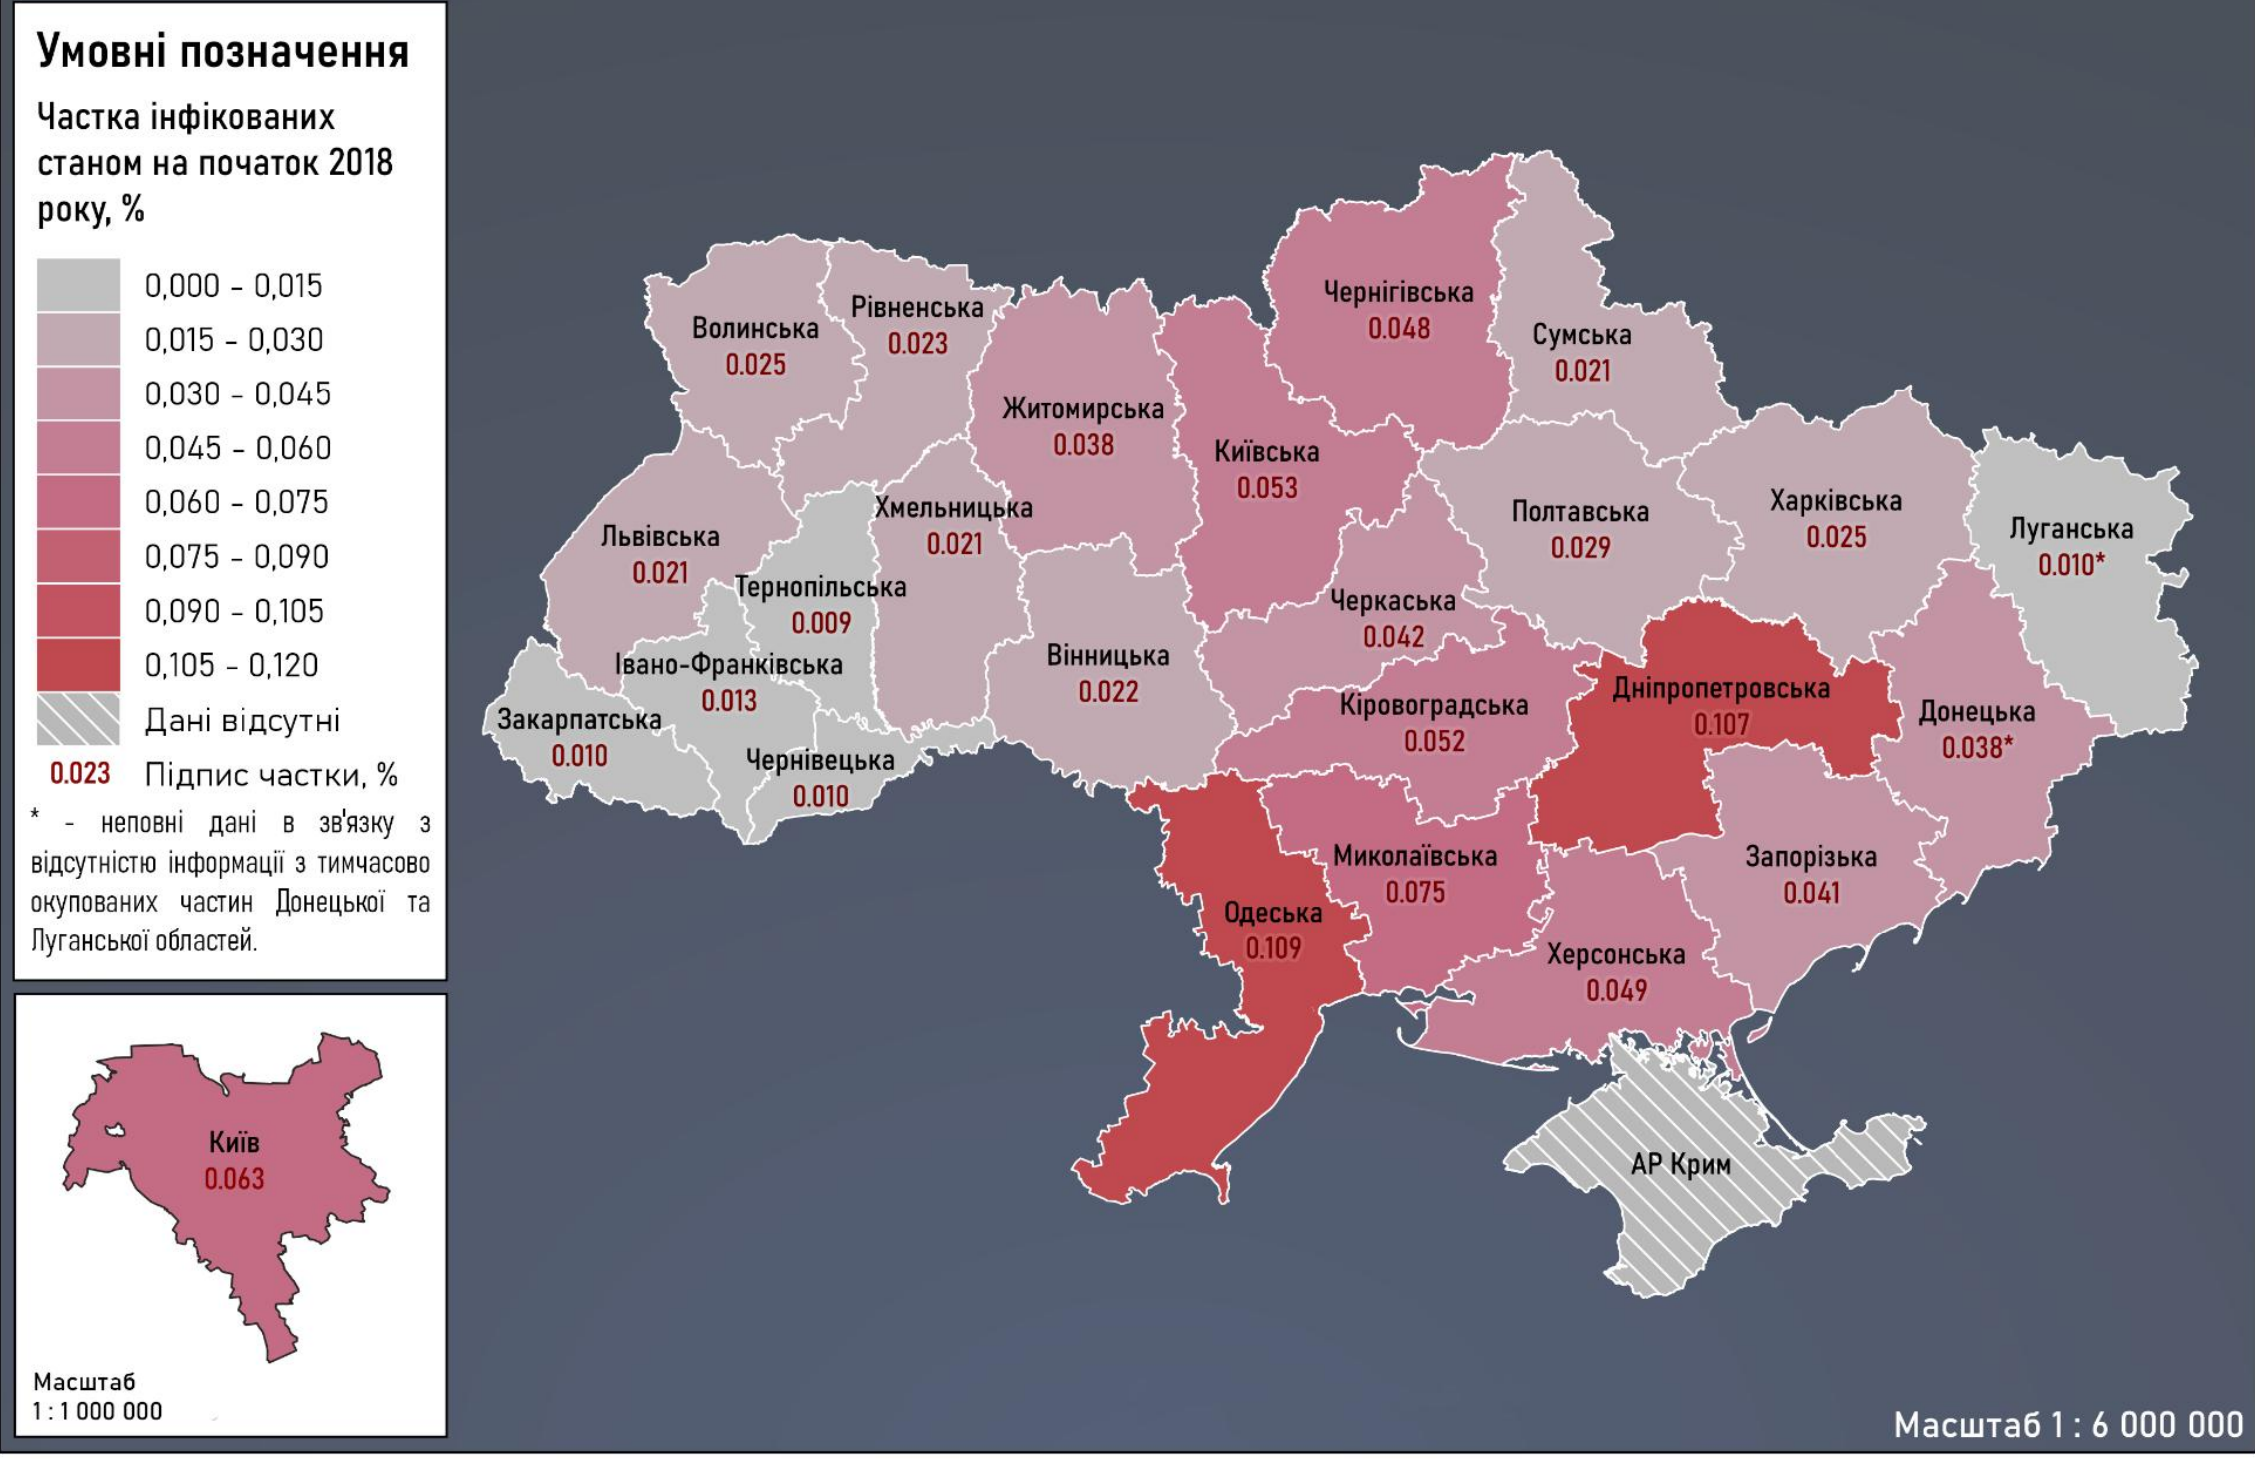 Умовні позначення
Частка інфікованих
станом на початок 2018
року, %
0,000 – 0,015
0,015 – 0,030
0,030 – 0,045
0,045 – 0,060
0,060 – 0,075
0,075 – 0,090
0,090 – 0,105
0,105 – 0,120
Дані відсутні
0.023 Підпис частки, %
* – неповні дані в зв'язку з
відсутністю інформації з тимчасово
окупованих частин Донецької та
Луганської областей.
Київ
0.063
Масштаб
1 : 1 000 000
Чернігівська
0.048
Сумська
0.021
Рівненська
0.023
Волинська
0.025
Житомирська
0.038
Київська
0.053
Полтавська
0.029
Харківська
0.025
Луганська
0.010*
Хмельницька
0.021
Львівська
0.021
Тернопільська
0.009
Черкаська
0.042
Івано-Франківська
0.013
Вінницька
0.022
Закарпатська
0.010
Чернівецька
0.010
Кіровоградська
0.052
Дніпропетровська
0.107
Донецька
0.038*
Миколаївська
0.075
Запорізька
0.041
Одеська
0.109
Херсонська
0.049
АР Крим
Масштаб 1 : 6 000 000